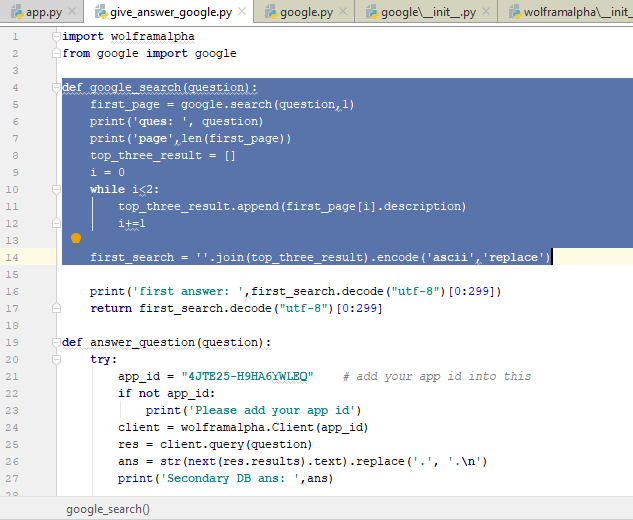 app.py × give_answer_google.py × google.py × google\__init__.py × wolframalpha\__init_
1 import wolframalpha
2 from google import google
3
4 def google_search(question):
5 first_page = google.search(question,1)
6 print('ques: ', question)
7 print('page',len(first_page))
8 top_three_result = []
9 i = 0
10 while i<2:
11 top_three_result.append(first_page[i].description)
12 i+=1
13
14 first_search = ''.join(top_three_result).encode('ascii','replace')
15
16 print('first answer: ',first_search.decode("utf-8")[0:299])
17 return first_search.decode("utf-8")[0:299]
18
19 def answer_question(question):
20 try:
21 app_id = "4JTE25-H9HA6YWLEQ" # add your app id into this
22 if not app_id:
23 print('Please add your app id')
24 client = wolframalpha.Client(app_id)
25 res = client.query(question)
26 ans = str(next(res.results).text).replace('.', '.\n')
27 print('Secondary DB ans: ',ans)
28
google_search()